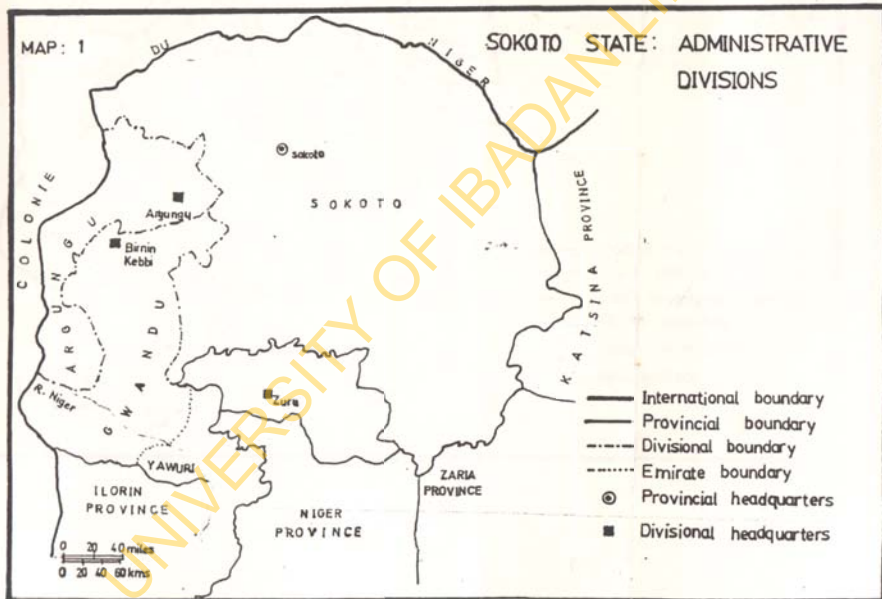 MAP: 1
SOKOTO STATE: ADMINISTRATIVE
DIVISIONS
COLONIE DU NIGER
Sokoto
SOKOTO
Argungu
Birnin
Kebbi
ARGUNGU
GWANDU
R. Niger
Zuru
YAWURI
KATSINA PROVINCE
ILORIN
PROVINCE
NIGER
PROVINCE
ZARIA
PROVINCE
International boundary
Provincial boundary
Divisional boundary
Emirate boundary
Provincial headquarters
Divisional headquarters
0 20 40 miles
0 20 40 60 kms
UNIVERSITY OF IBADAN LI